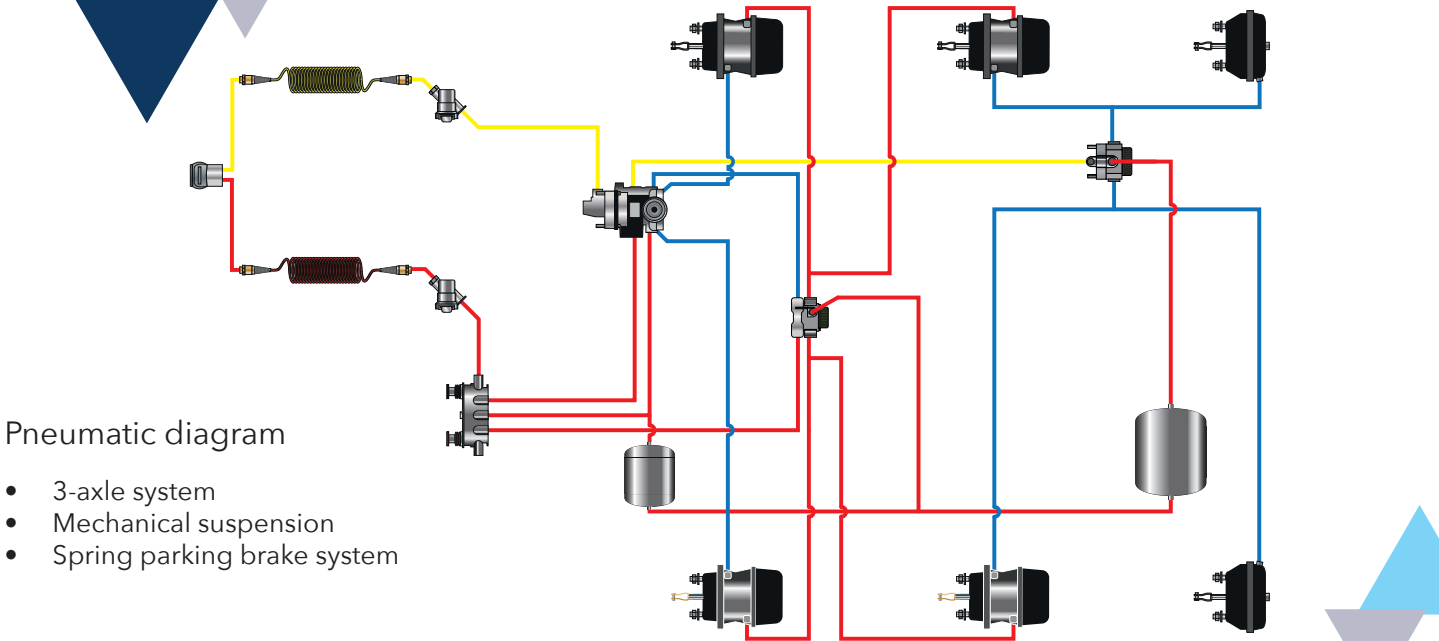 Pneumatic diagram
• 3-axle system
• Mechanical suspension
• Spring parking brake system